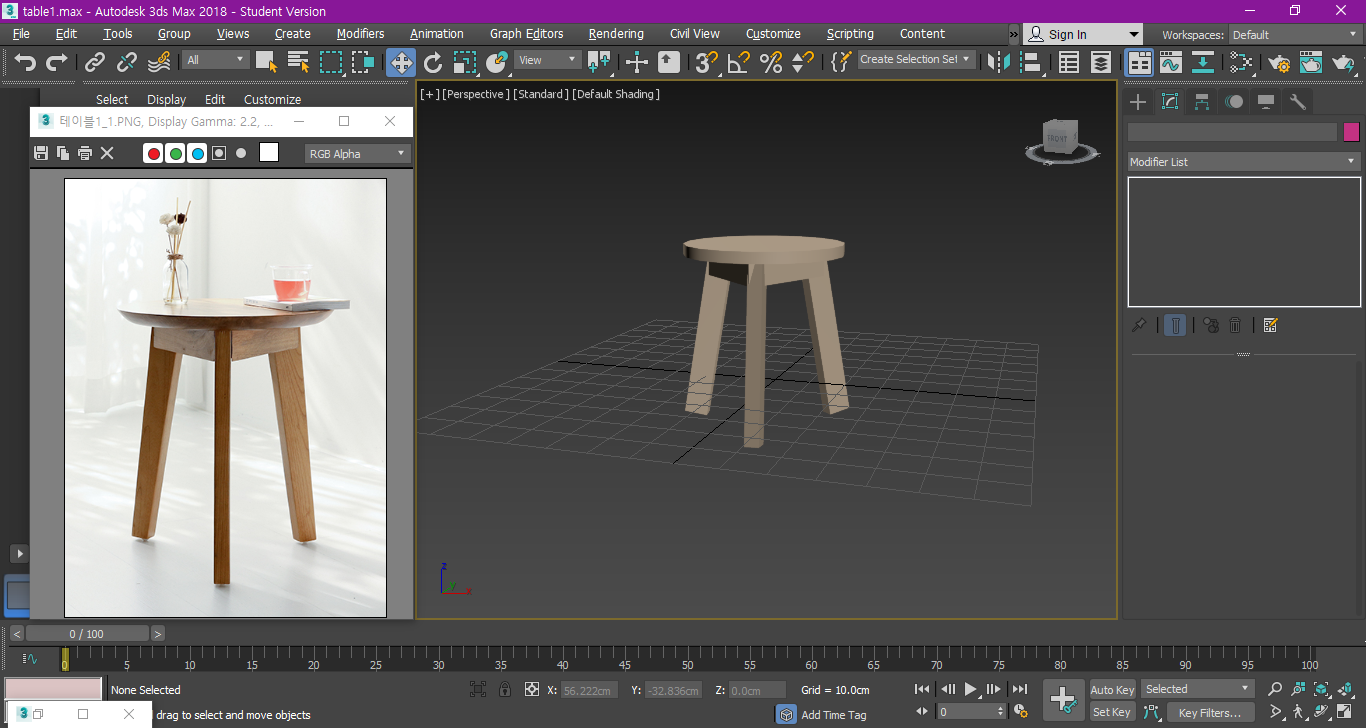 table1.max - Autodesk 3ds Max 2018 - Student Version
File Edit Tools Group Views Create Modifiers Animation Graph Editors Rendering Civil View Customize Scripting Content » Sign In Workspaces: Default
All View Create Selection Set
Select Display Edit Customize
테이블1_1.PNG, Display Gamma: 2.2, ...
RGB Alpha
[+] [Perspective ] [Standard ] [Default Shading ]
FRONT
Modifier List
z
y
x
< 0 / 100 >
0 5 10 15 20 25 30 35 40 45 50 55 60 65 70 75 80 85 90 95 100
None Selected X: 56.222cm Y: -32.836cm Z: 0.0cm Grid = 10.0cm Auto Key Selected
drag to select and move objects Add Time Tag 0 Set Key Key Filters...